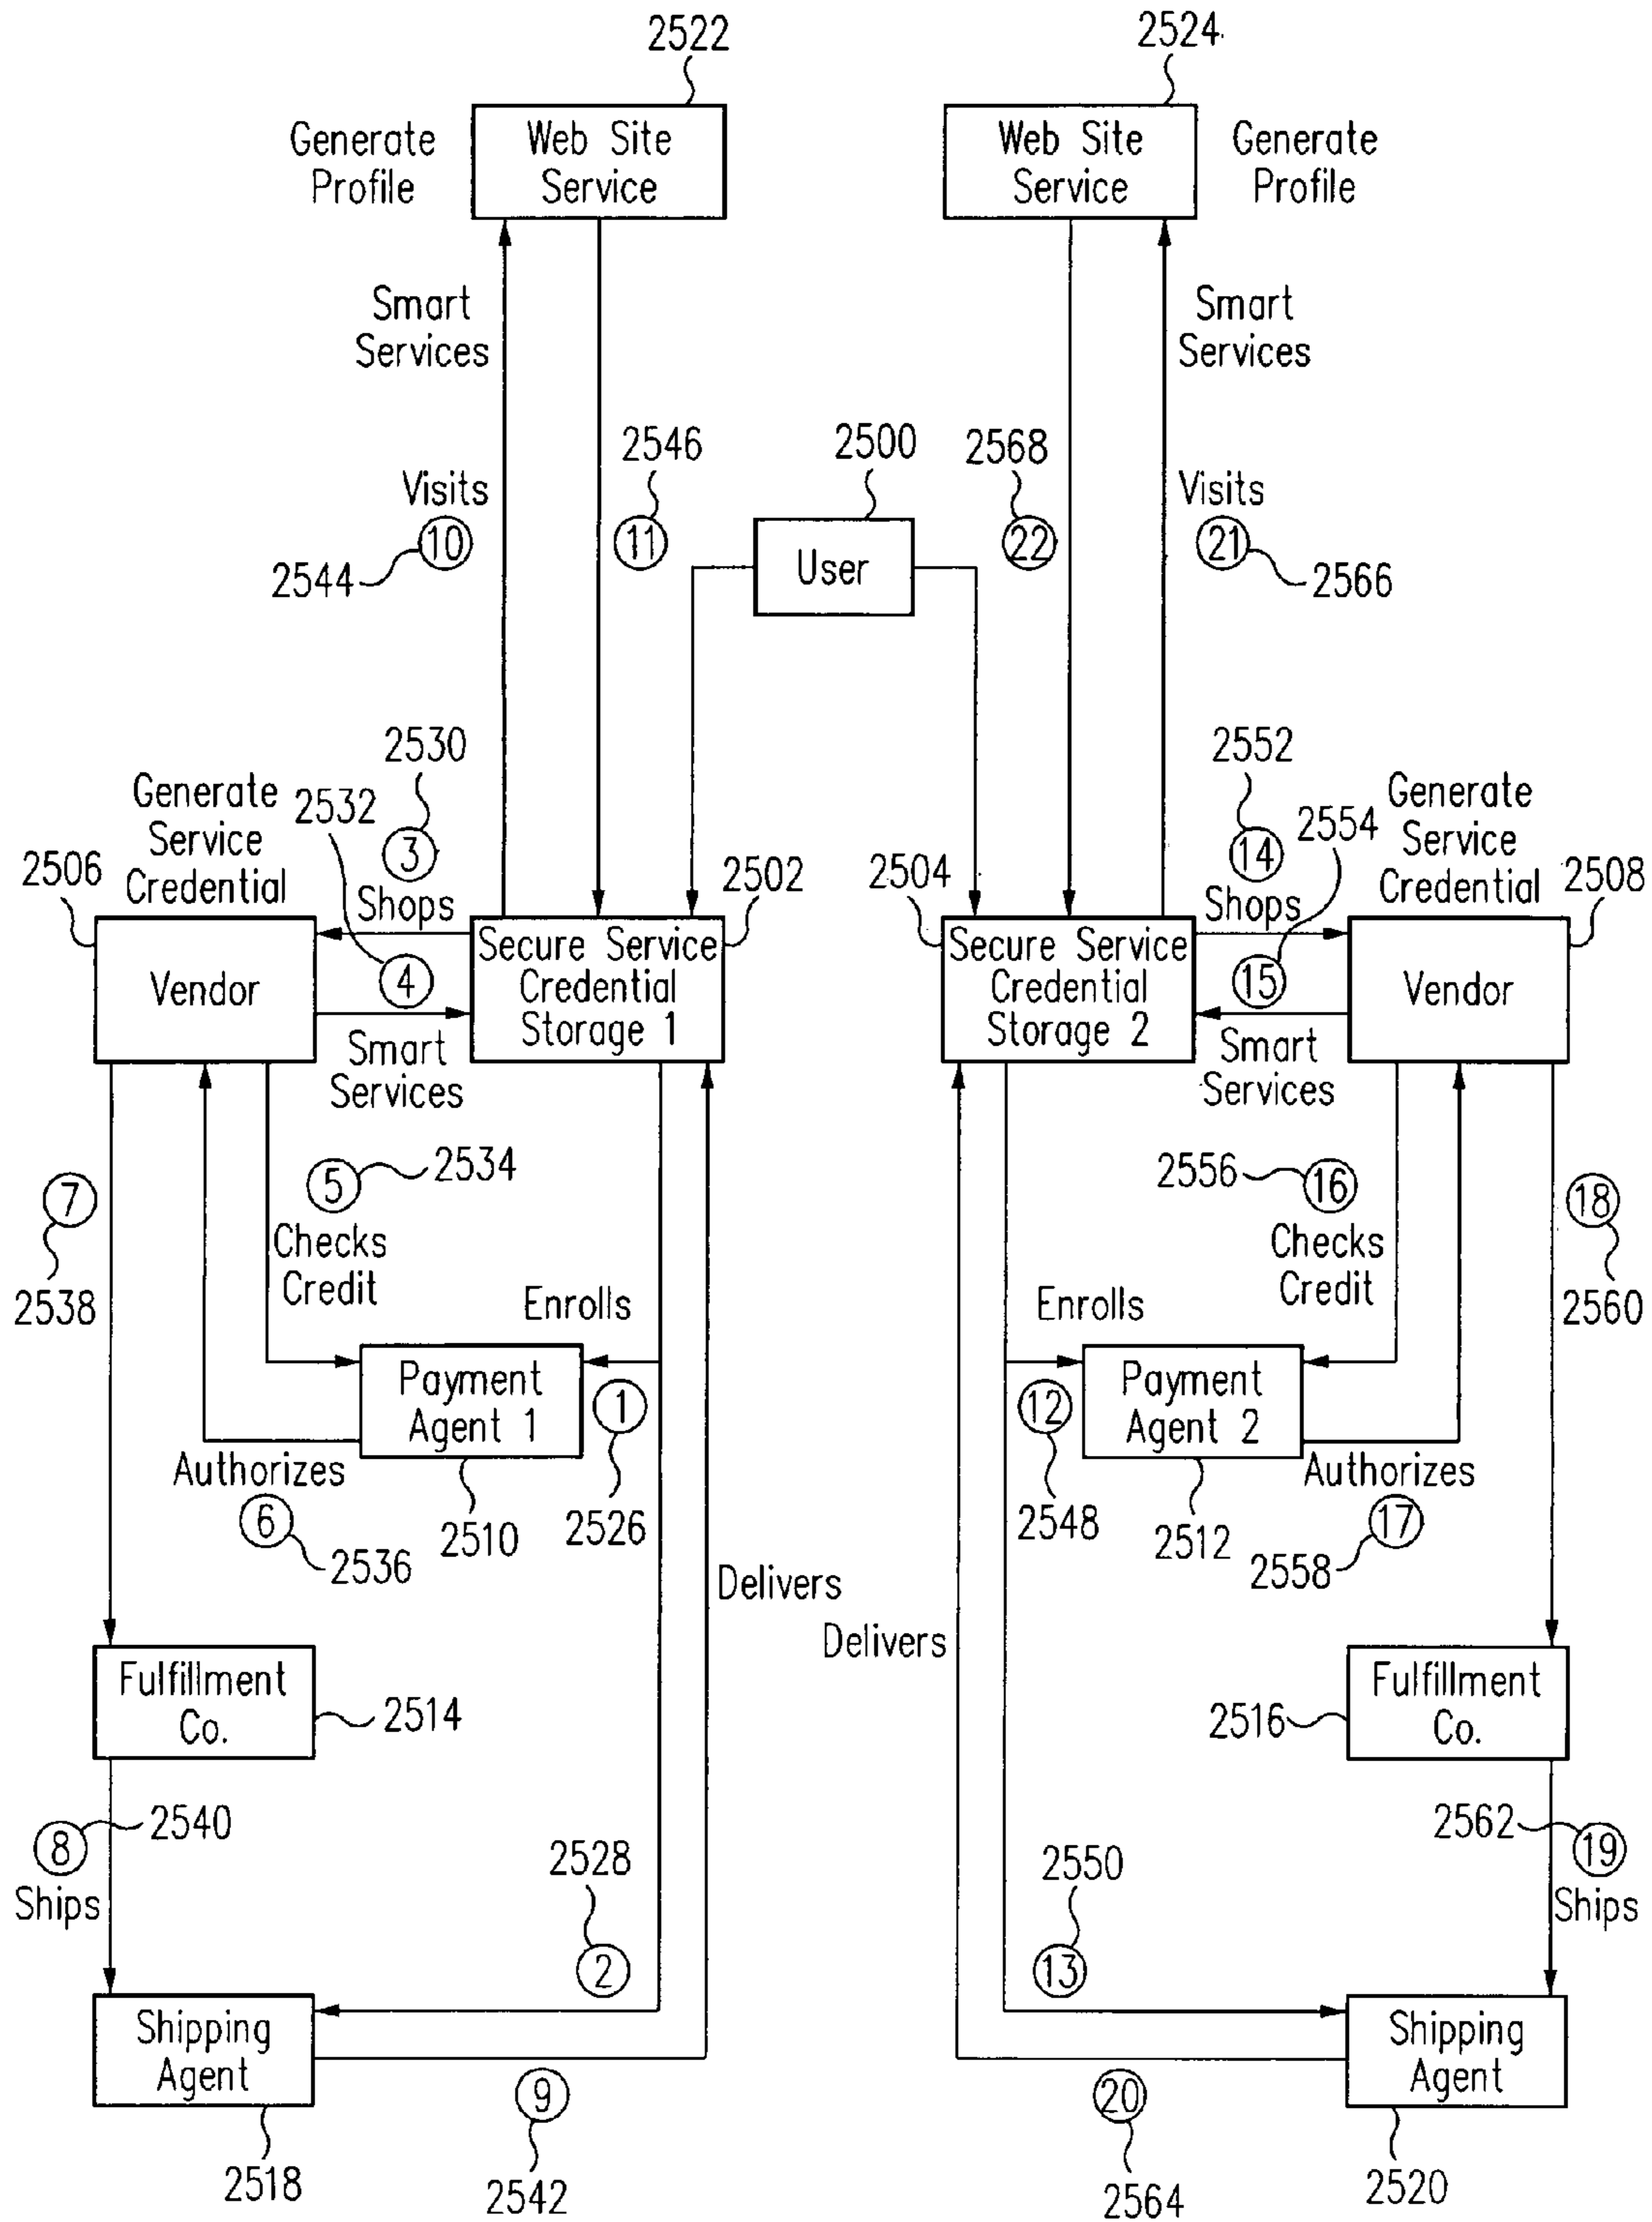 2522
2524
Generate
Profile
Web Site
Service
Web Site
Service
Generate
Profile
Smart
Services
Smart
Services
2546
2500
2568
Visits
10
11
User
22
Visits
21
2544
2566
2530
2552
Generate
Service
Credential
2532
3
14
2554
Generate
Service
Credential
2506
Shops
2502
2504
Shops
2508
Vendor
4
Secure Service
Credential
Storage 1
Secure Service
Credential
Storage 2
15
Vendor
Smart
Services
Smart
Services
7
5
2534
2556
16
18
2538
Checks
Credit
Checks
Credit
2560
Enrolls
Enrolls
Payment
Agent 1
1
12
Payment
Agent 2
Authorizes
6
2536
2510
2526
2548
2512
Authorizes
17
2558
Delivers
Delivers
Fulfillment
Co.
2514
2516
Fulfillment
Co.
8
2540
2562
19
Ships
2528
2550
Ships
2
13
Shipping
Agent
Shipping
Agent
9
20
2518
2542
2564
2520